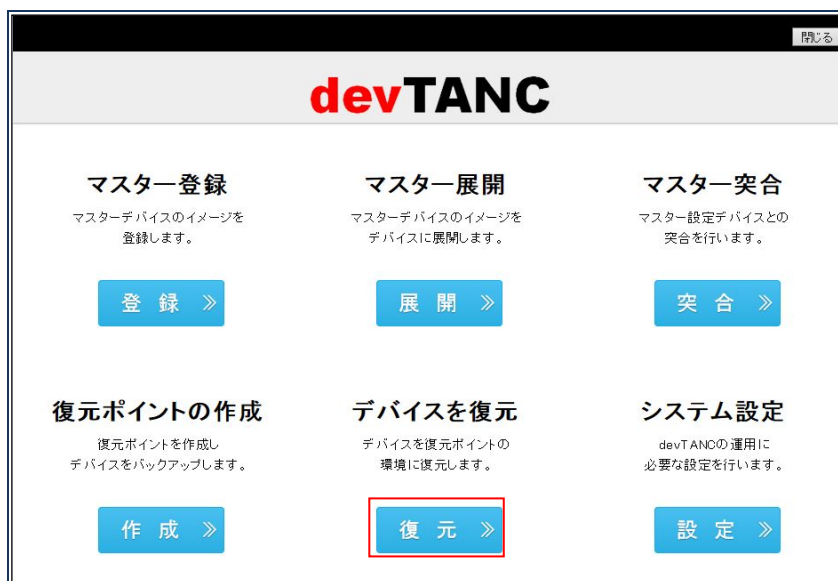 閉じる
devTANC
マスター登録
マスターデバイスのイメージを
登録します。
登 録 »
マスター展開
マスターデバイスのイメージを
デバイスに展開します。
展 開 »
マスター突合
マスター設定デバイスとの
突合を行います。
突 合 »
復元ポイントの作成
復元ポイントを作成し
デバイスをバックアップします。
作 成 »
デバイスを復元
デバイスを復元ポイントの
環境に復元します。
復 元 »
システム設定
devTANCの運用に
必要な設定を行います。
設 定 »